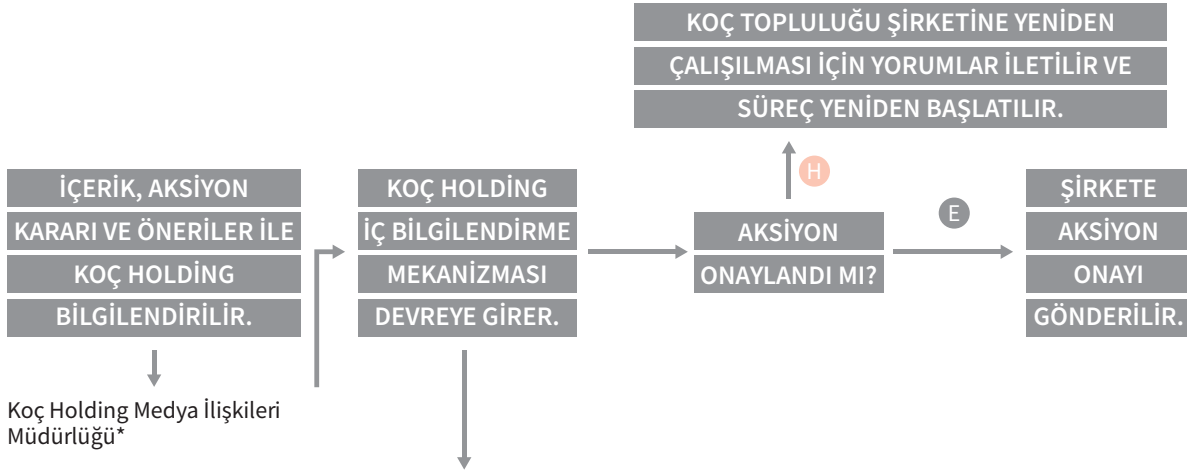 KOÇ TOPLULUĞU ŞİRKETİNE YENİDEN
ÇALIŞILMASI İÇİN YORUMLAR İLETİLİR VE
SÜREÇ YENİDEN BAŞLATILIR.
H
İÇERİK, AKSİYON
KARARI VE ÖNERİLER İLE
KOÇ HOLDİNG
BİLGİLENDİRİLİR.
KOÇ HOLDİNG
İÇ BİLGİLENDİRME
MEKANİZMASI
DEVREYE GİRER.
AKSİYON
ONAYLANDI MI?
E
ŞİRKETE
AKSİYON
ONAYI
GÖNDERİLİR.
Koç Holding Medya İlişkileri
Müdürlüğü*